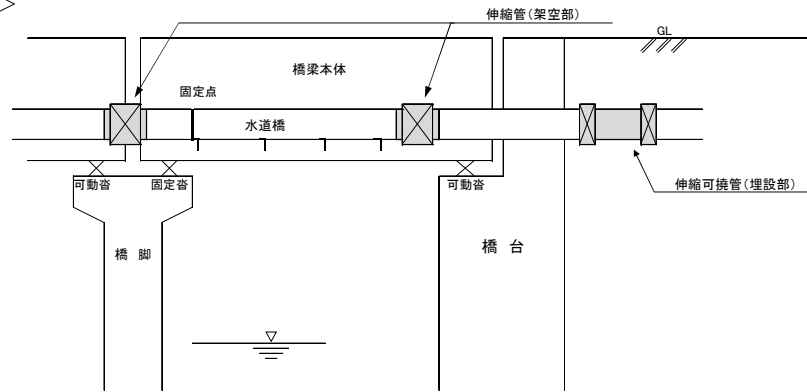 伸縮管(架空部)
GL
橋梁本体
固定点
水道橋
可動沓
固定沓
可動沓
伸縮可撓管(埋設部)
橋脚
橋台